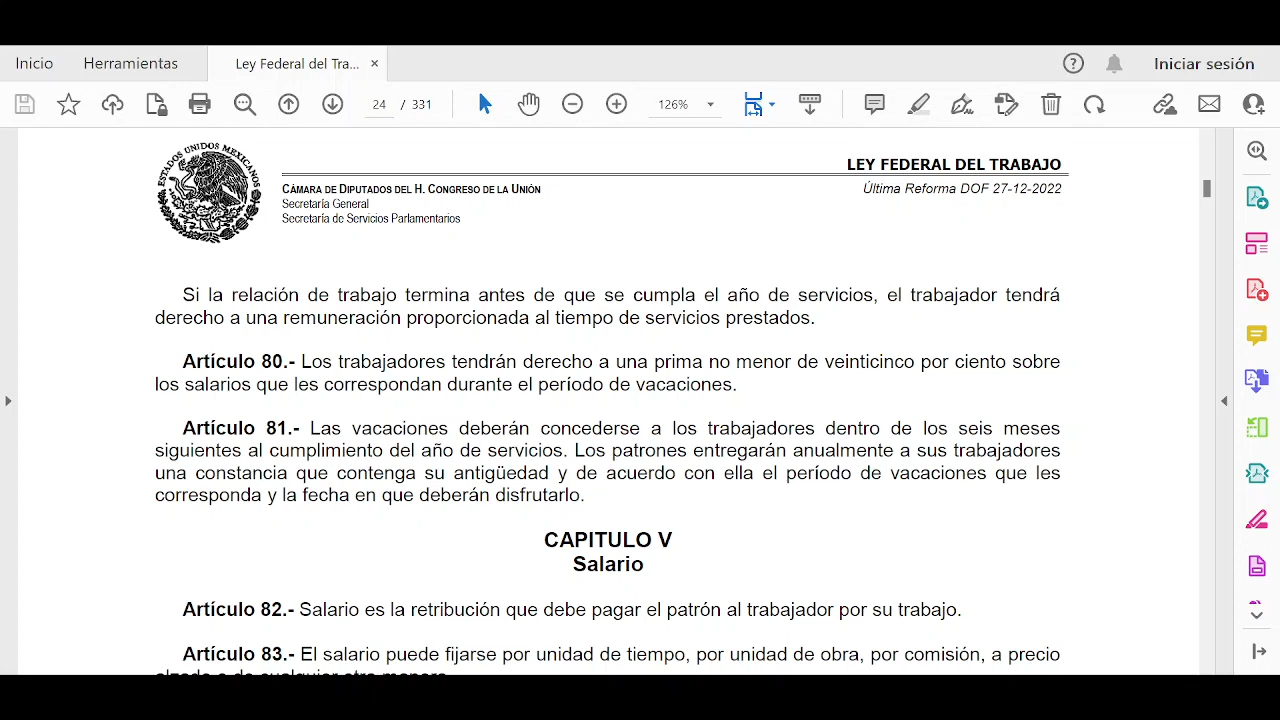 Inicio Herramientas Ley Federal del Tra... × Iniciar sesión
24 / 331 126%
ESTADOS UNIDOS MEXICANOS
LEY FEDERAL DEL TRABAJO
CÁMARA DE DIPUTADOS DEL H. CONGRESO DE LA UNIÓN
Última Reforma DOF 27-12-2022
Secretaría General
Secretaría de Servicios Parlamentarios
Si la relación de trabajo termina antes de que se cumpla el año de servicios, el trabajador tendrá
derecho a una remuneración proporcionada al tiempo de servicios prestados.
Artículo 80.- Los trabajadores tendrán derecho a una prima no menor de veinticinco por ciento sobre
los salarios que les correspondan durante el período de vacaciones.
Artículo 81.- Las vacaciones deberán concederse a los trabajadores dentro de los seis meses
siguientes al cumplimiento del año de servicios. Los patrones entregarán anualmente a sus trabajadores
una constancia que contenga su antigüedad y de acuerdo con ella el período de vacaciones que les
corresponda y la fecha en que deberán disfrutarlo.
CAPITULO V
Salario
Artículo 82.- Salario es la retribución que debe pagar el patrón al trabajador por su trabajo.
Artículo 83.- El salario puede fijarse por unidad de tiempo, por unidad de obra, por comisión, a precio
alzado o de cualquier otra manera